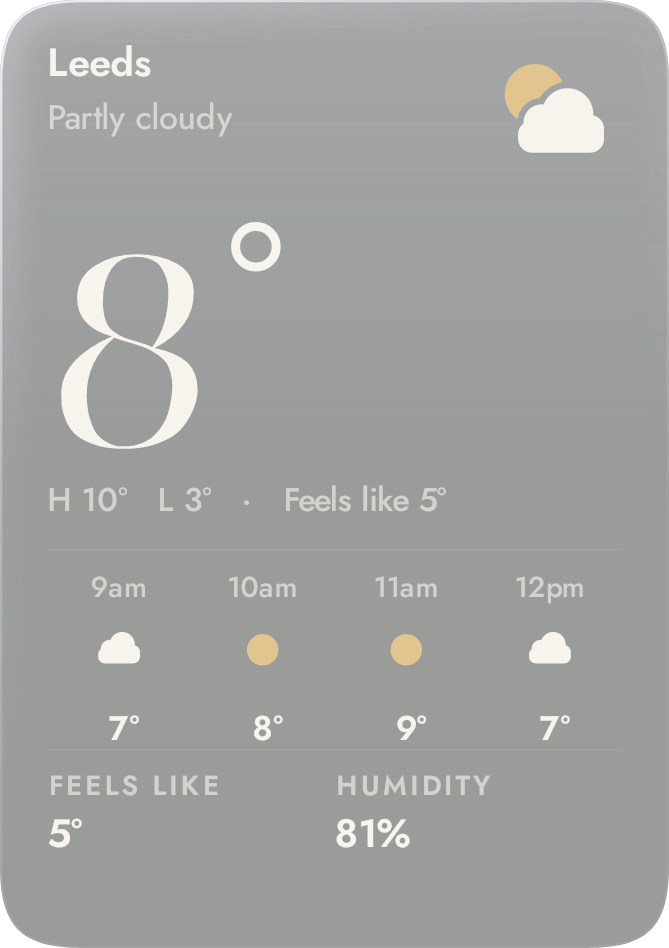 Leeds
Partly cloudy
8°
H 10° L 3° · Feels like 5°
9am 10am 11am 12pm
7° 8° 9° 7°
FEELS LIKE HUMIDITY
5° 81%